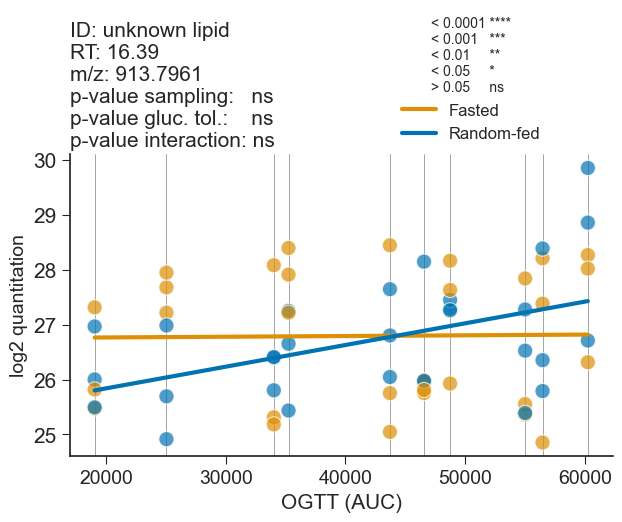 ID: unknown lipid
RT: 16.39
m/z: 913.7961
p-value sampling: ns
p-value gluc. tol.: ns
p-value interaction: ns
< 0.0001 ****
< 0.001 ***
< 0.01 **
< 0.05 *
> 0.05 ns
Fasted
Random-fed
30
29
28
27
26
25
log2 quantitation
20000 30000 40000 50000 60000
OGTT (AUC)